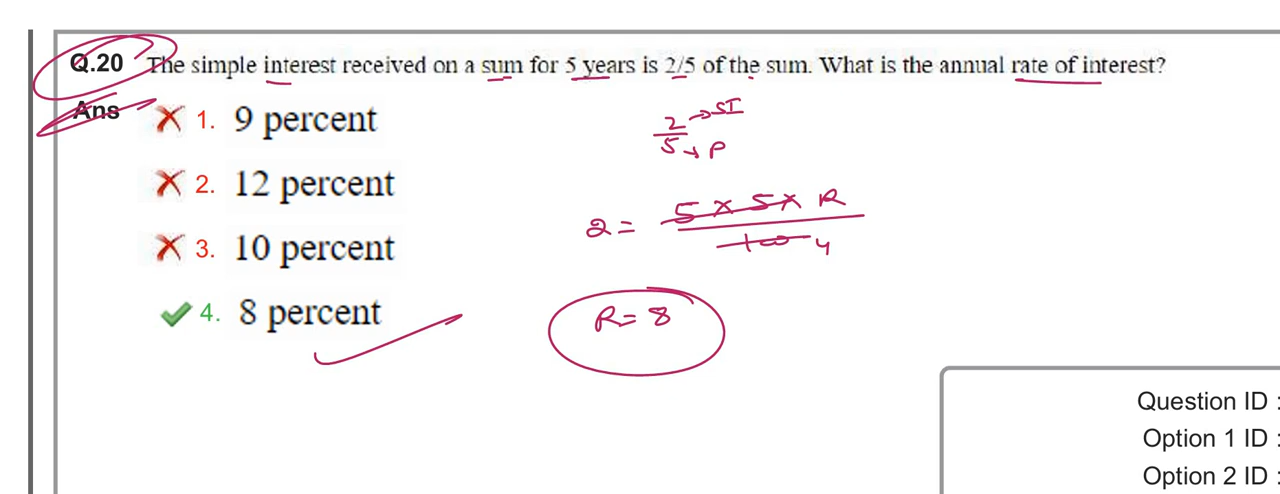 Q.20 The simple interest received on a sum for 5 years is 2/5 of the sum. What is the annual rate of interest?
Ans 1. 9 percent
2. 12 percent
3. 10 percent
4. 8 percent
2 → SI
5 → P
2 = 5 × 5 × R
100 4
R = 8
Question ID :
Option 1 ID :
Option 2 ID :